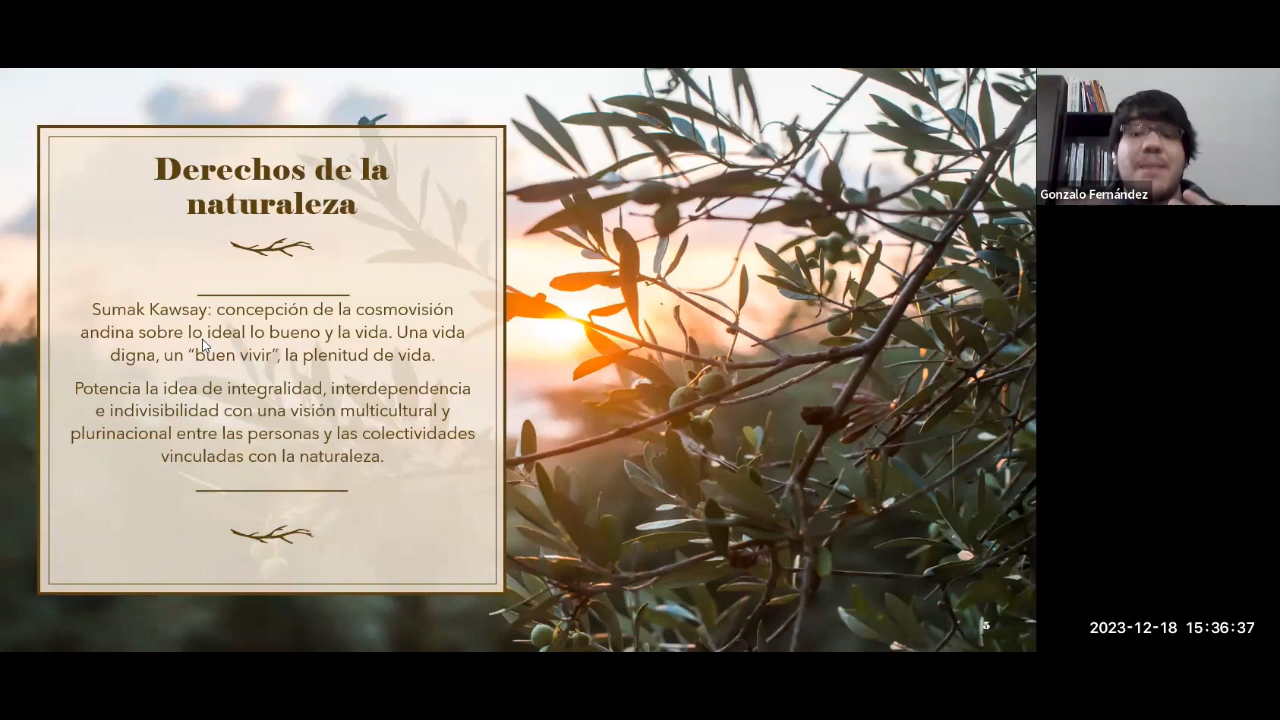 Derechos de la
naturaleza
Sumak Kawsay: concepción de la cosmovisión
andina sobre lo ideal lo bueno y la vida. Una vida
digna, un “buen vivir”, la plenitud de vida.
Potencia la idea de integralidad, interdependencia
e indivisibilidad con una visión multicultural y
plurinacional entre las personas y las colectividades
vinculadas con la naturaleza.
5
Gonzalo Fernández
2023-12-18 15:36:37